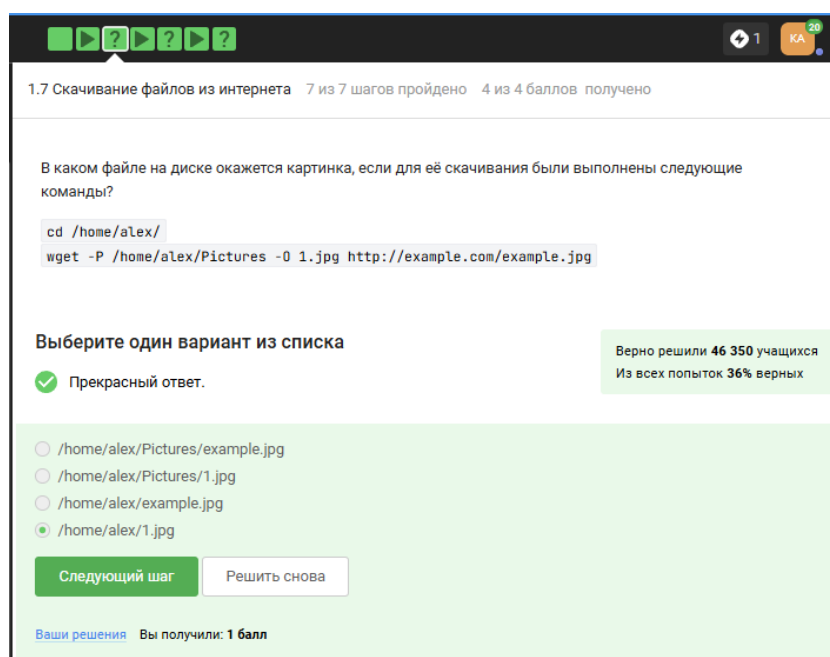 ? ? ? 1 KA 20
1.7 Скачивание файлов из интернета 7 из 7 шагов пройдено 4 из 4 баллов получено
В каком файле на диске окажется картинка, если для её скачивания были выполнены следующие
команды?
cd /home/alex/
wget -P /home/alex/Pictures -O 1.jpg http://example.com/example.jpg
Выберите один вариант из списка
Прекрасный ответ.
Верно решили 46 350 учащихся
Из всех попыток 36% верных
/home/alex/Pictures/example.jpg
/home/alex/Pictures/1.jpg
/home/alex/example.jpg
/home/alex/1.jpg
Следующий шаг Решить снова
Ваши решения Вы получили: 1 балл